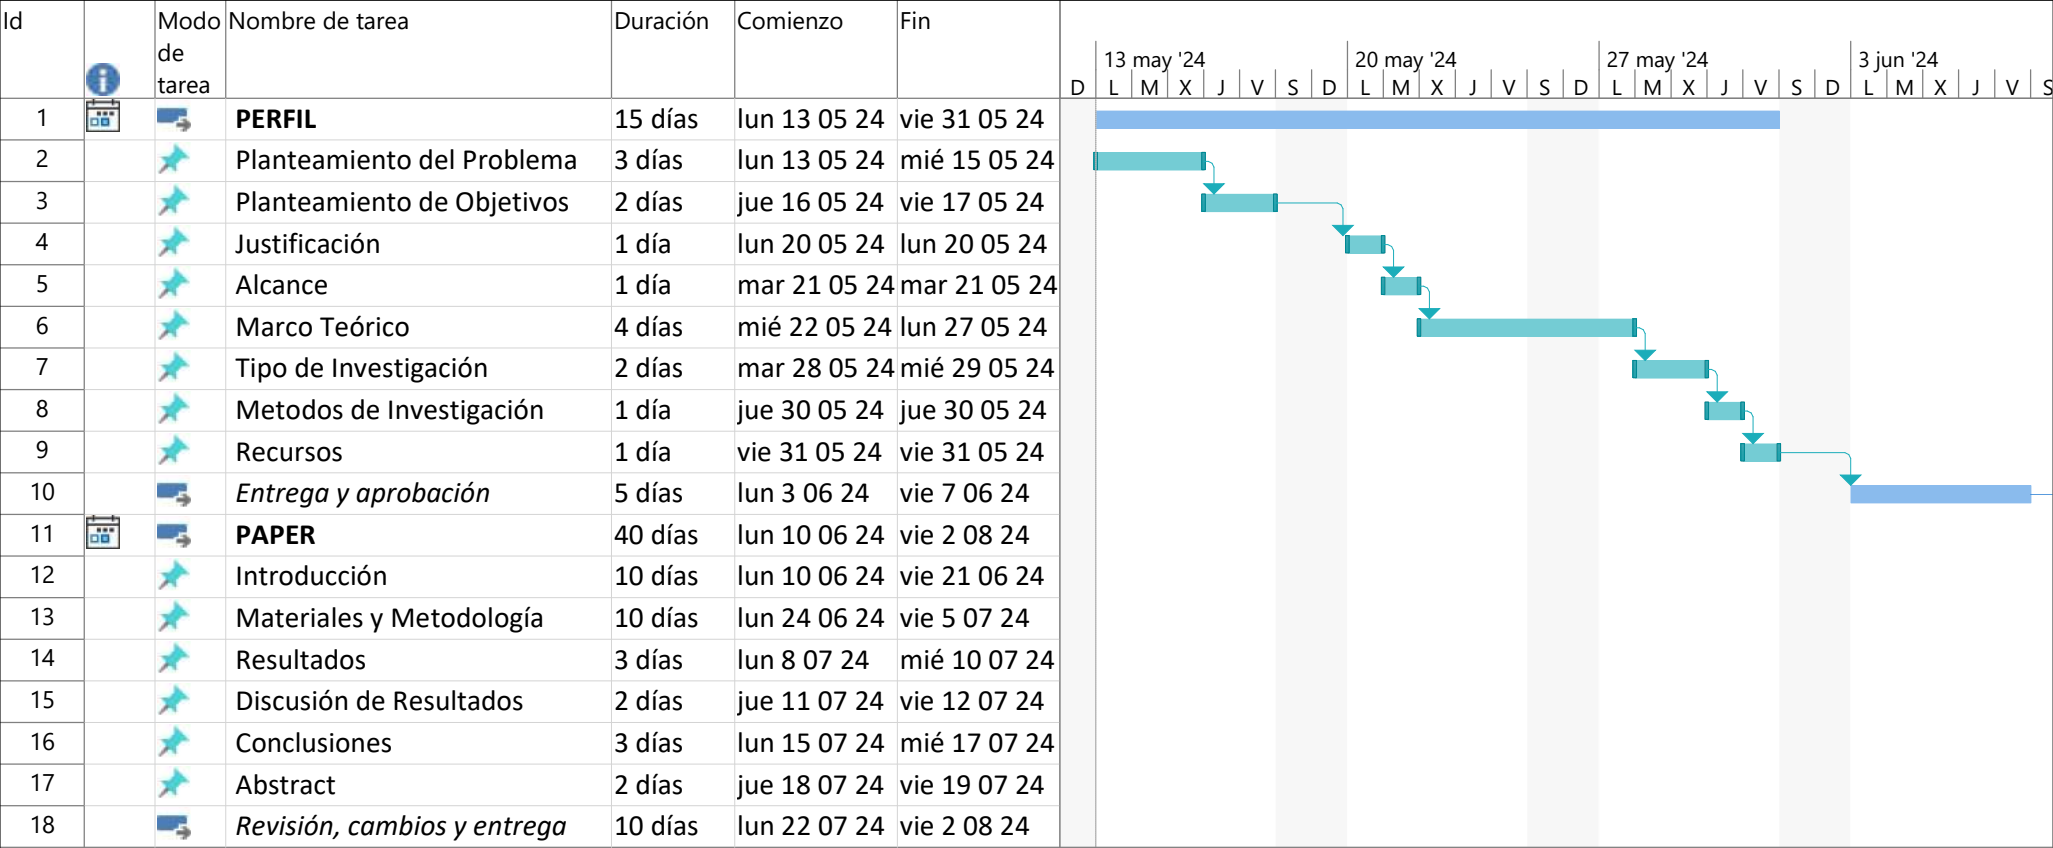 Id Modo de tarea Nombre de tarea Duración Comienzo Fin
13 may '24 20 may '24 27 may '24 3 jun '24
D L M X J V S D L M X J V S D L M X J V S D L M X J V S
1 PERFIL 15 días lun 13 05 24 vie 31 05 24
2 Planteamiento del Problema 3 días lun 13 05 24 mié 15 05 24
3 Planteamiento de Objetivos 2 días jue 16 05 24 vie 17 05 24
4 Justificación 1 día lun 20 05 24 lun 20 05 24
5 Alcance 1 día mar 21 05 24 mar 21 05 24
6 Marco Teórico 4 días mié 22 05 24 lun 27 05 24
7 Tipo de Investigación 2 días mar 28 05 24 mié 29 05 24
8 Metodos de Investigación 1 día jue 30 05 24 jue 30 05 24
9 Recursos 1 día vie 31 05 24 vie 31 05 24
10 Entrega y aprobación 5 días lun 3 06 24 vie 7 06 24
11 PAPER 40 días lun 10 06 24 vie 2 08 24
12 Introducción 10 días lun 10 06 24 vie 21 06 24
13 Materiales y Metodología 10 días lun 24 06 24 vie 5 07 24
14 Resultados 3 días lun 8 07 24 mié 10 07 24
15 Discusión de Resultados 2 días jue 11 07 24 vie 12 07 24
16 Conclusiones 3 días lun 15 07 24 mié 17 07 24
17 Abstract 2 días jue 18 07 24 vie 19 07 24
18 Revisión, cambios y entrega 10 días lun 22 07 24 vie 2 08 24